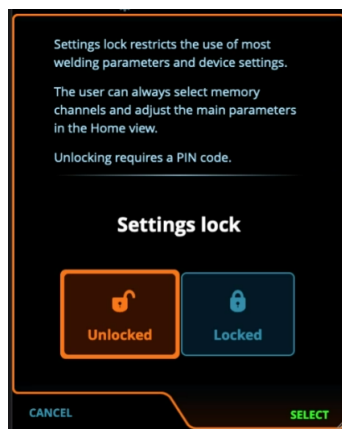 Settings lock restricts the use of most
welding parameters and device settings.
The user can always select memory
channels and adjust the main parameters
in the Home view.
Unlocking requires a PIN code.
Settings lock
Unlocked
Locked
CANCEL
SELECT